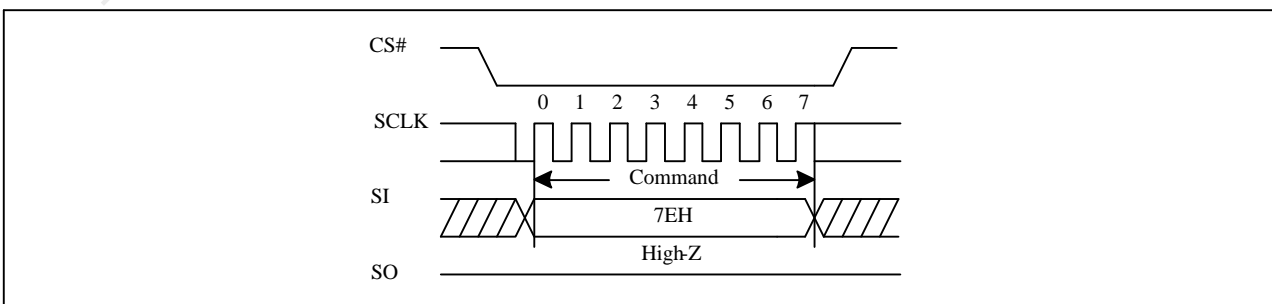 CS#
0 1 2 3 4 5 6 7
SCLK
Command
SI
7EH
High-Z
SO